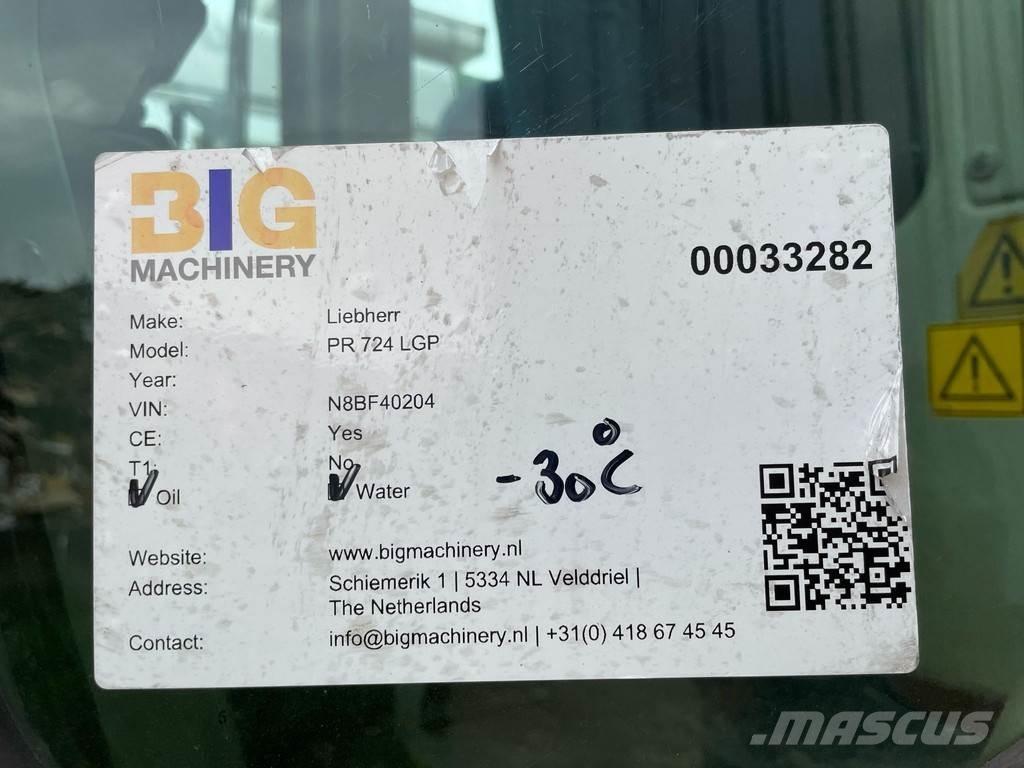 BIG
MACHINERY
00033282
Make: Liebherr
Model: PR 724 LGP
Year:
VIN: N8BF40204
CE: Yes
T1: No
Oil Water -30°C
Website: www.bigmachinery.nl
Address: Schiemerik 1 | 5334 NL Velddriel |
The Netherlands
Contact: info@bigmachinery.nl | +31(0) 418 67 45 45
MASCUS